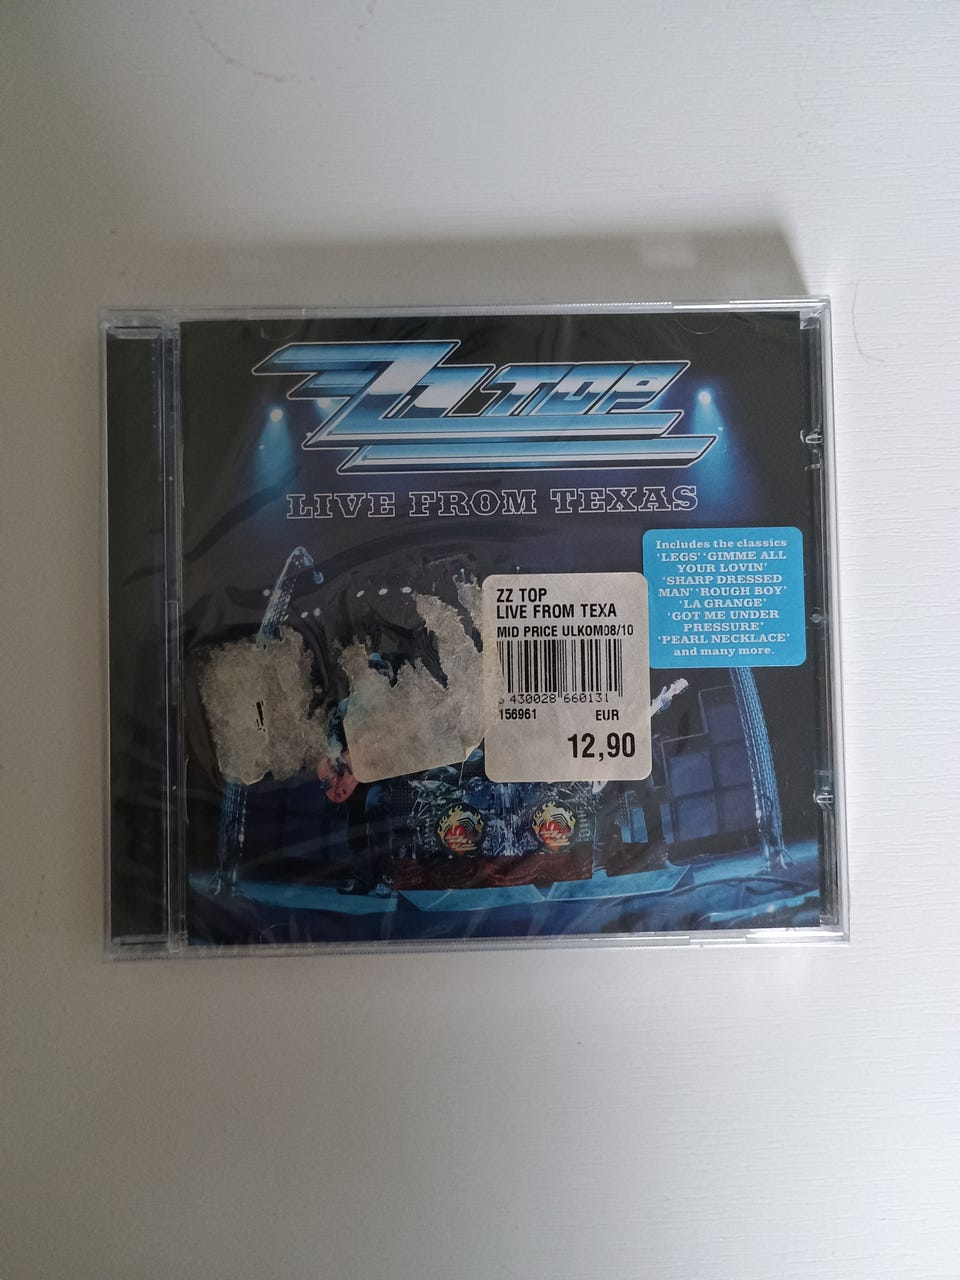 ZZ TOP
LIVE FROM TEXAS
Includes the classics
'LEGS' 'GIMME ALL
YOUR LOVIN'
'SHARP DRESSED
MAN' 'ROUGH BOY'
'LA GRANGE'
'GOT ME UNDER
PRESSURE'
'PEARL NECKLACE'
and many more.
ZZ TOP
LIVE FROM TEXA
MID PRICE ULKOM08/10
430028 660131
156961 EUR
12,90